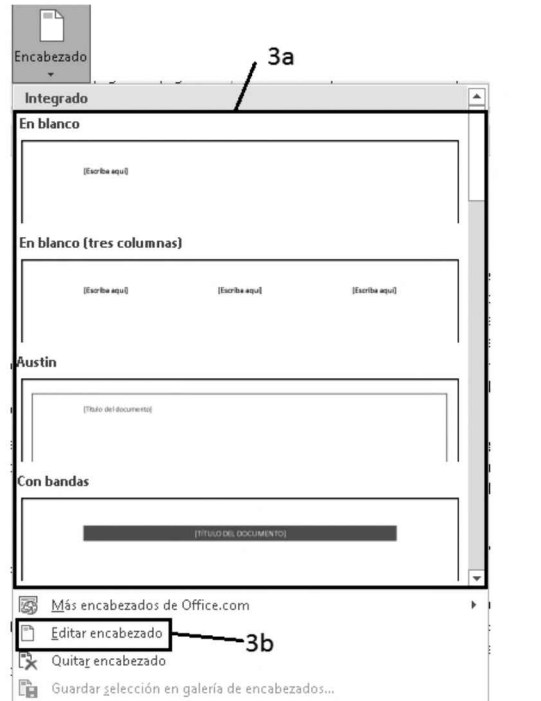 Encabezado
3a
Integrado
En blanco
[Escriba aquí]
En blanco (tres columnas)
[Escriba aquí] [Escriba aquí] [Escriba aquí]
Austin
[Título del documento]
Con bandas
[TÍTULO DEL DOCUMENTO]
Más encabezados de Office.com
Editar encabezado
3b
Quitar encabezado
Guardar selección en galería de encabezados...